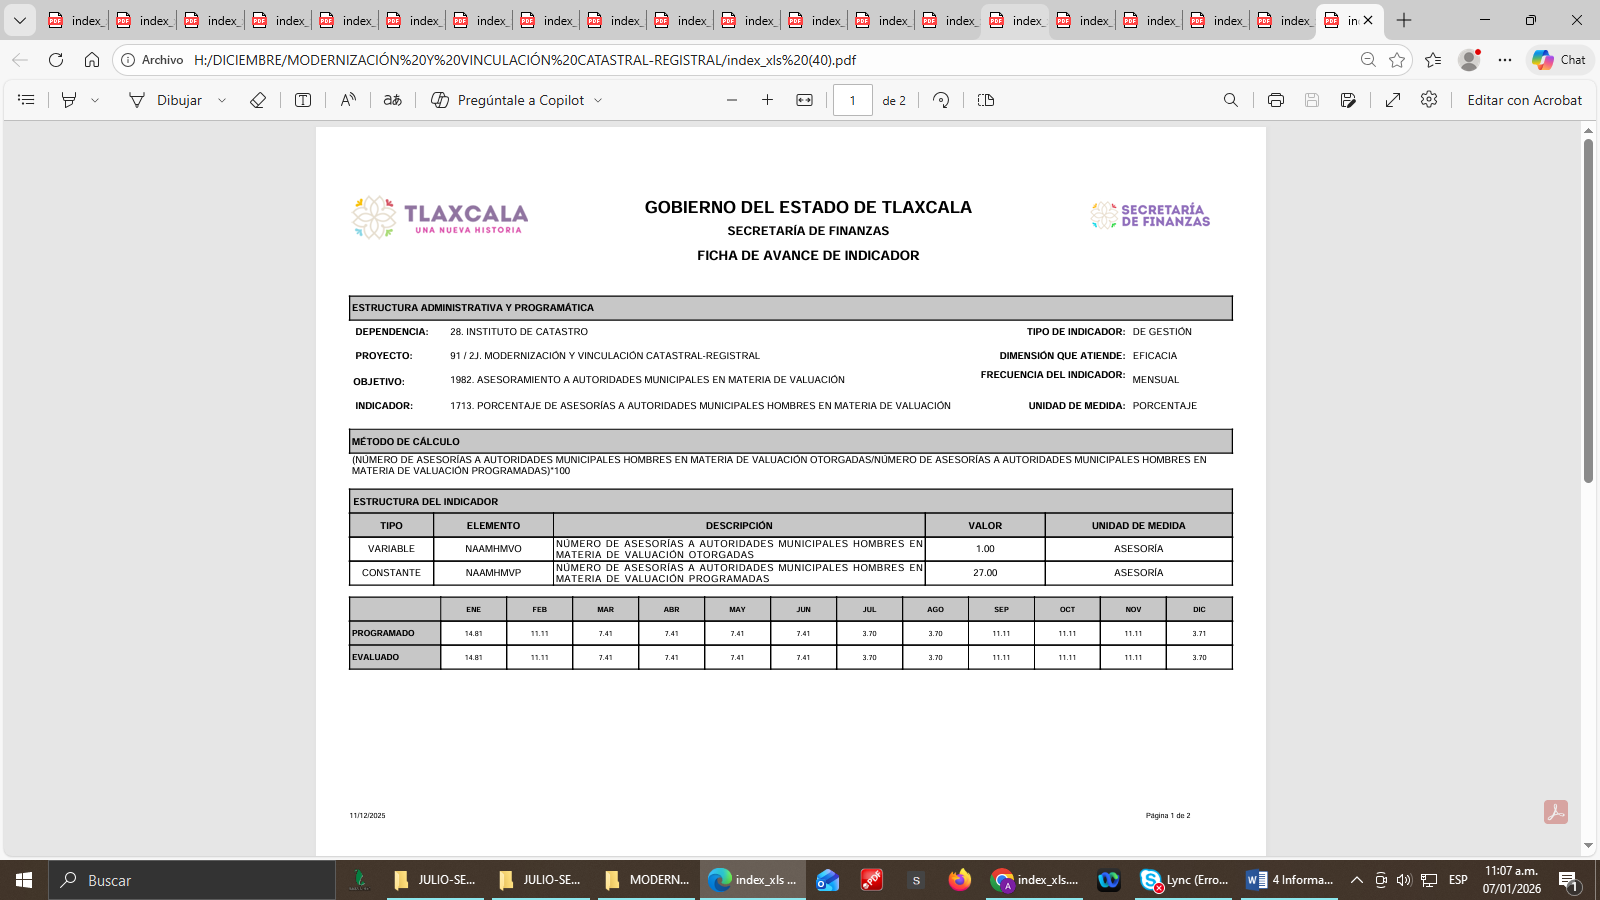 index_ index_ index_ index_ index_ index_ index_ index_ index_ index_ index_ index_ index_ index_ index_ index_ index_ index_ index_ in
Archivo H:/DICIEMBRE/MODERNIZACIÓN%20Y%20VINCULACIÓN%20CATASTRAL-REGISTRAL/index_xls%20(40).pdf Chat
Dibujar Pregúntale a Copilot 1 de 2 Editar con Acrobat
TLAXCALA
UNA NUEVA HISTORIA
GOBIERNO DEL ESTADO DE TLAXCALA
SECRETARÍA DE FINANZAS
FICHA DE AVANCE DE INDICADOR
SECRETARÍA
DE FINANZAS
ESTRUCTURA ADMINISTRATIVA Y PROGRAMÁTICA
DEPENDENCIA: 28. INSTITUTO DE CATASTRO TIPO DE INDICADOR: DE GESTIÓN
PROYECTO: 91 / 2J. MODERNIZACIÓN Y VINCULACIÓN CATASTRAL-REGISTRAL DIMENSIÓN QUE ATIENDE: EFICACIA
OBJETIVO: 1982. ASESORAMIENTO A AUTORIDADES MUNICIPALES EN MATERIA DE VALUACIÓN FRECUENCIA DEL INDICADOR: MENSUAL
INDICADOR: 1713. PORCENTAJE DE ASESORÍAS A AUTORIDADES MUNICIPALES HOMBRES EN MATERIA DE VALUACIÓN UNIDAD DE MEDIDA: PORCENTAJE
MÉTODO DE CÁLCULO
(NÚMERO DE ASESORÍAS A AUTORIDADES MUNICIPALES HOMBRES EN MATERIA DE VALUACIÓN OTORGADAS/NÚMERO DE ASESORÍAS A AUTORIDADES MUNICIPALES HOMBRES EN
MATERIA DE VALUACIÓN PROGRAMADAS)*100
ESTRUCTURA DEL INDICADOR
TIPO ELEMENTO DESCRIPCIÓN VALOR UNIDAD DE MEDIDA
VARIABLE NAAMHMVO NÚMERO DE ASESORÍAS A AUTORIDADES MUNICIPALES HOMBRES EN
MATERIA DE VALUACIÓN OTORGADAS 1.00 ASESORÍA
CONSTANTE NAAMHMVP NÚMERO DE ASESORÍAS A AUTORIDADES MUNICIPALES HOMBRES EN
MATERIA DE VALUACIÓN PROGRAMADAS 27.00 ASESORÍA
ENE FEB MAR ABR MAY JUN JUL AGO SEP OCT NOV DIC
PROGRAMADO 14.81 11.11 7.41 7.41 7.41 7.41 3.70 3.70 11.11 11.11 11.11 3.71
EVALUADO 14.81 11.11 7.41 7.41 7.41 7.41 3.70 3.70 11.11 11.11 11.11 3.70
11/12/2025 Página 1 de 2
Buscar JULIO-SE... JULIO-SE... MODERN... index_xls ... index_xls.... Lync (Erro... 4 Informa... ESP 11:07 a.m.
07/01/2026 1